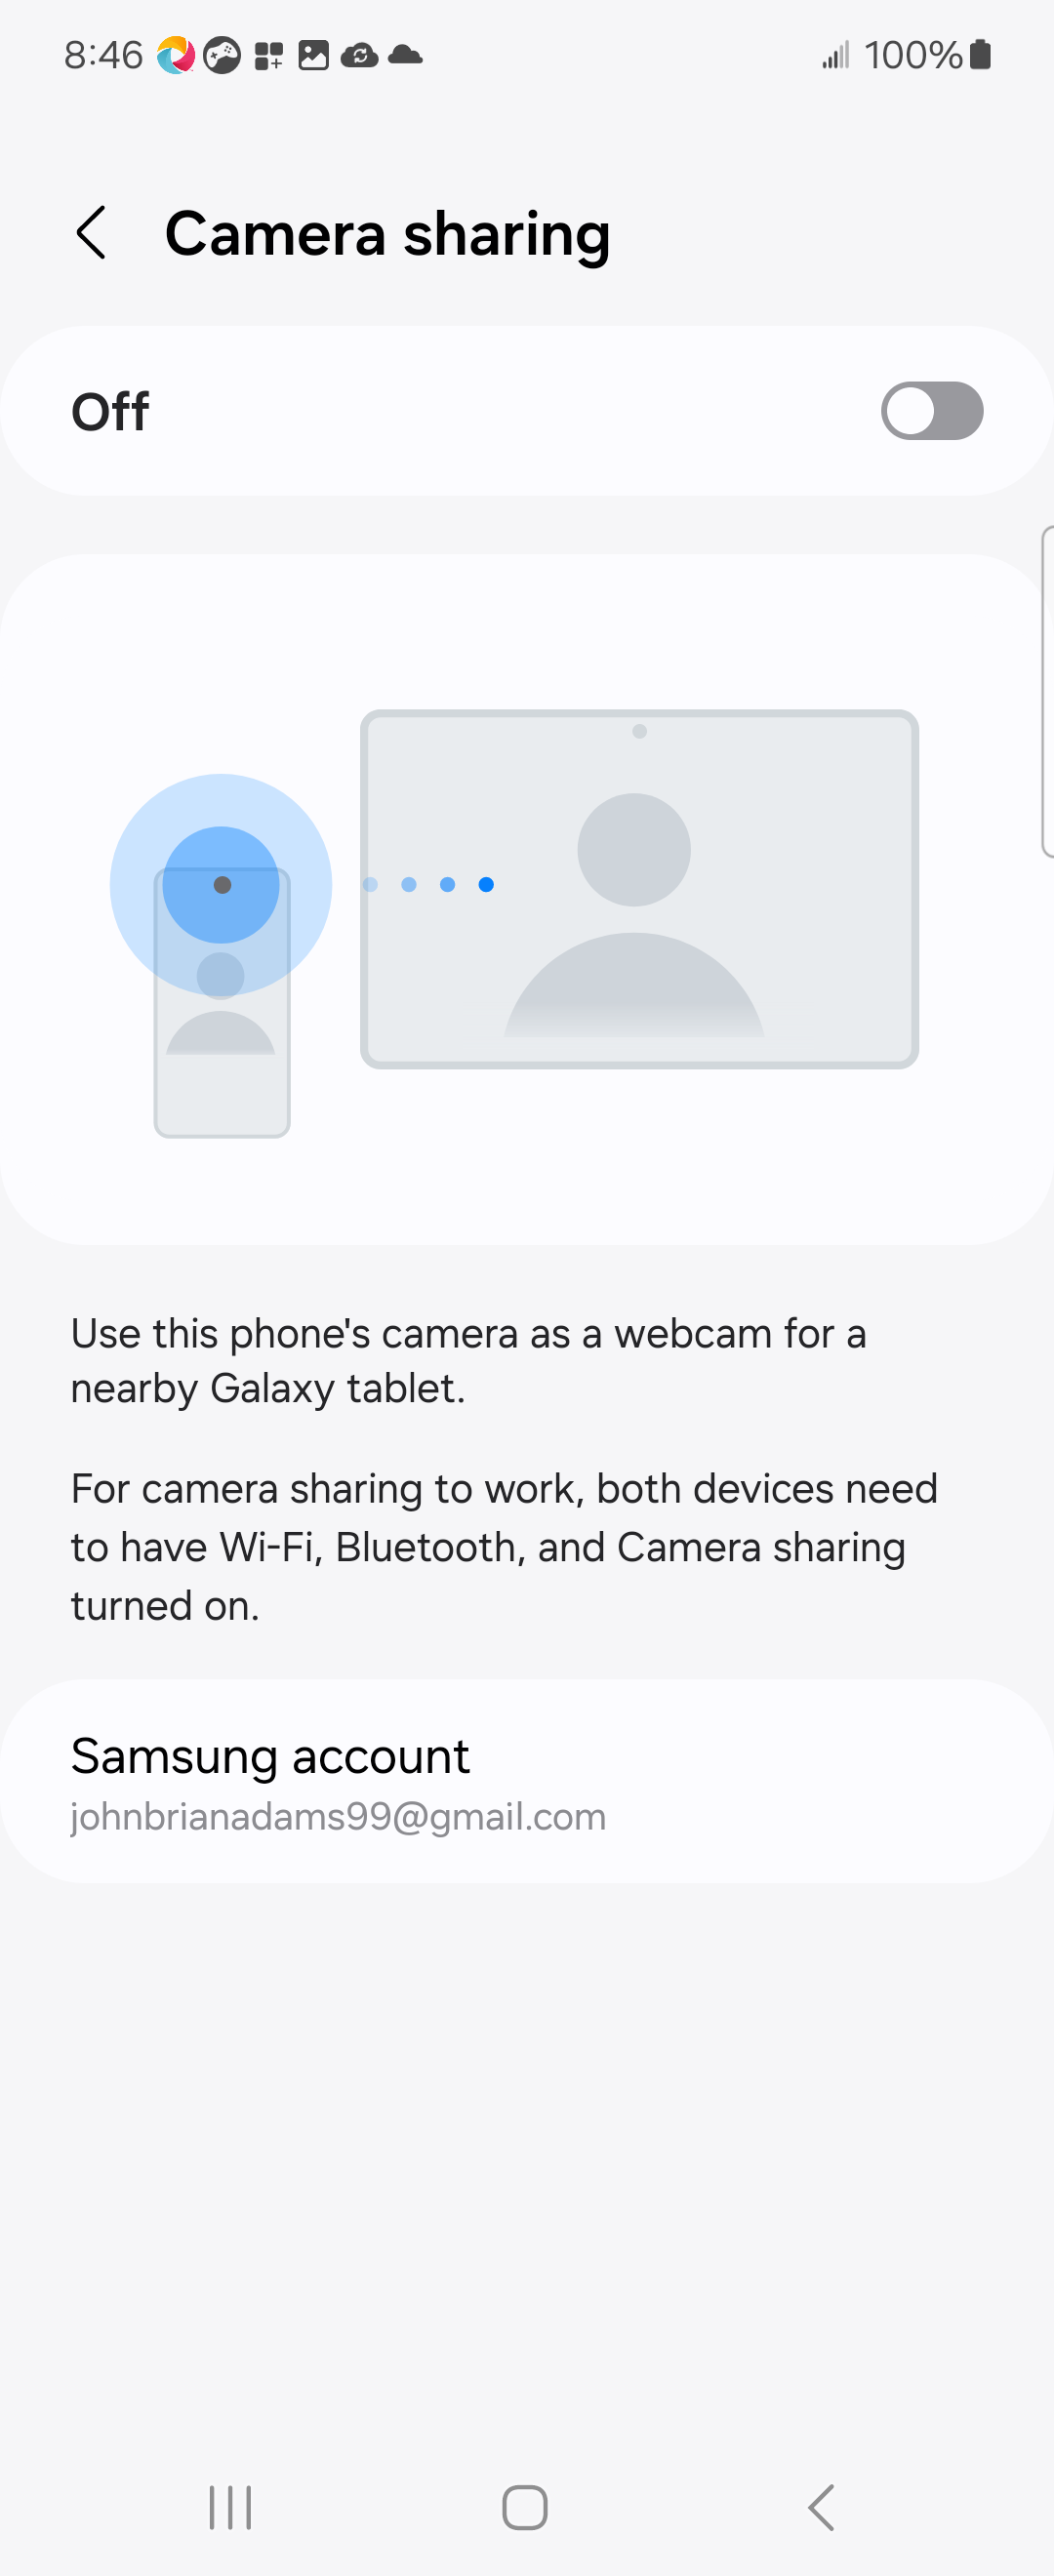 8:46
100%
Camera sharing
Off
Use this phone's camera as a webcam for a
nearby Galaxy tablet.
For camera sharing to work, both devices need
to have Wi-Fi, Bluetooth, and Camera sharing
turned on.
Samsung account
johnbrianadams99@gmail.com